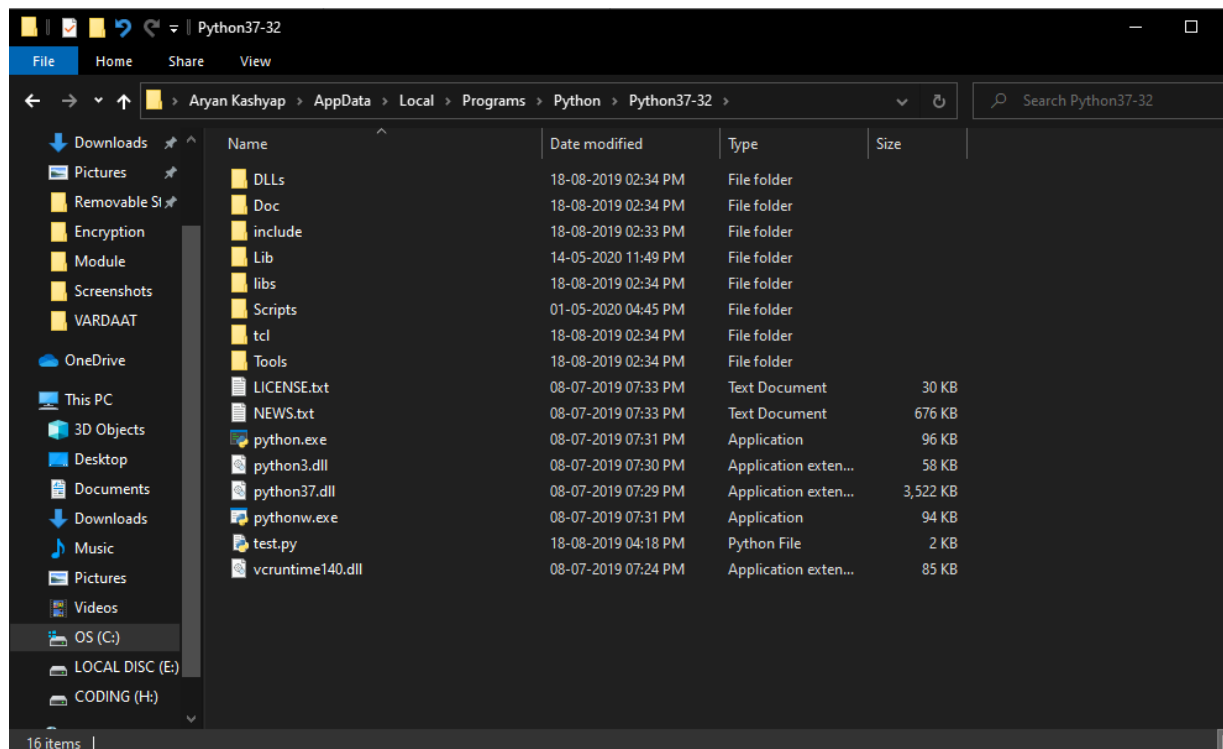 Python37-32
File Home Share View
Aryan Kashyap > AppData > Local > Programs > Python > Python37-32 >
Search Python37-32
Downloads
Pictures
Removable St
Encryption
Module
Screenshots
VARDAAT
OneDrive
This PC
3D Objects
Desktop
Documents
Downloads
Music
Pictures
Videos
OS (C:)
LOCAL DISC (E:)
CODING (H:)
Name Date modified Type Size
DLLs 18-08-2019 02:34 PM File folder
Doc 18-08-2019 02:34 PM File folder
include 18-08-2019 02:33 PM File folder
Lib 14-05-2020 11:49 PM File folder
libs 18-08-2019 02:34 PM File folder
Scripts 01-05-2020 04:45 PM File folder
tcl 18-08-2019 02:34 PM File folder
Tools 18-08-2019 02:34 PM File folder
LICENSE.txt 08-07-2019 07:33 PM Text Document 30 KB
NEWS.txt 08-07-2019 07:33 PM Text Document 676 KB
python.exe 08-07-2019 07:31 PM Application 96 KB
python3.dll 08-07-2019 07:30 PM Application exten... 58 KB
python37.dll 08-07-2019 07:29 PM Application exten... 3,522 KB
pythonw.exe 08-07-2019 07:31 PM Application 94 KB
test.py 18-08-2019 04:18 PM Python File 2 KB
vcruntime140.dll 08-07-2019 07:24 PM Application exten... 85 KB
16 items